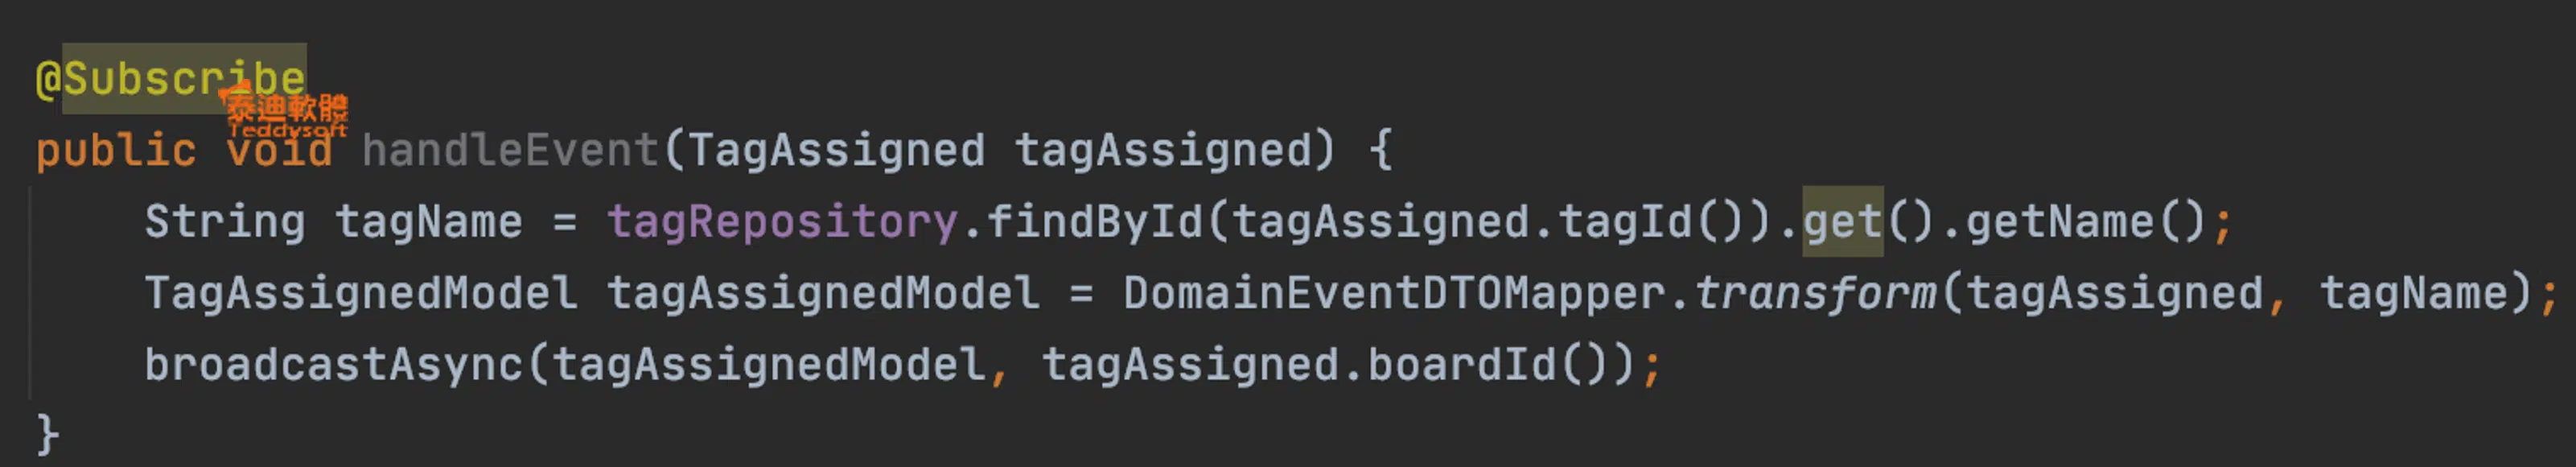 @Subscribe
泰迪軟體
Teddysoft
public void handleEvent(TagAssigned tagAssigned) {
String tagName = tagRepository.findById(tagAssigned.tagId()).get().getName();
TagAssignedModel tagAssignedModel = DomainEventDTOMapper.transform(tagAssigned, tagName);
broadcastAsync(tagAssignedModel, tagAssigned.boardId());
}